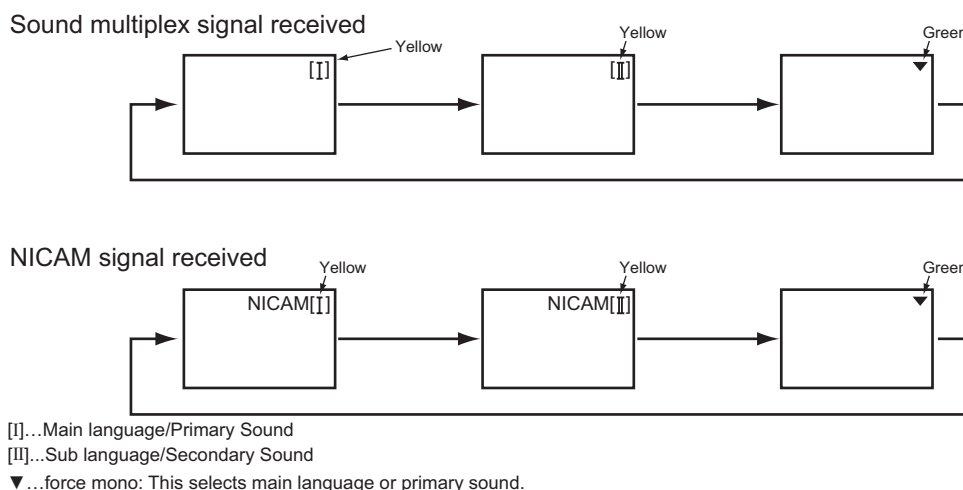 Sound multiplex signal received
Yellow
Yellow
Green
[I]
[II]
▼
NICAM signal received
Yellow
Yellow
Green
NICAM[I]
NICAM[II]
▼
[I]…Main language/Primary Sound
[II]...Sub language/Secondary Sound
▼…force mono: This selects main language or primary sound.